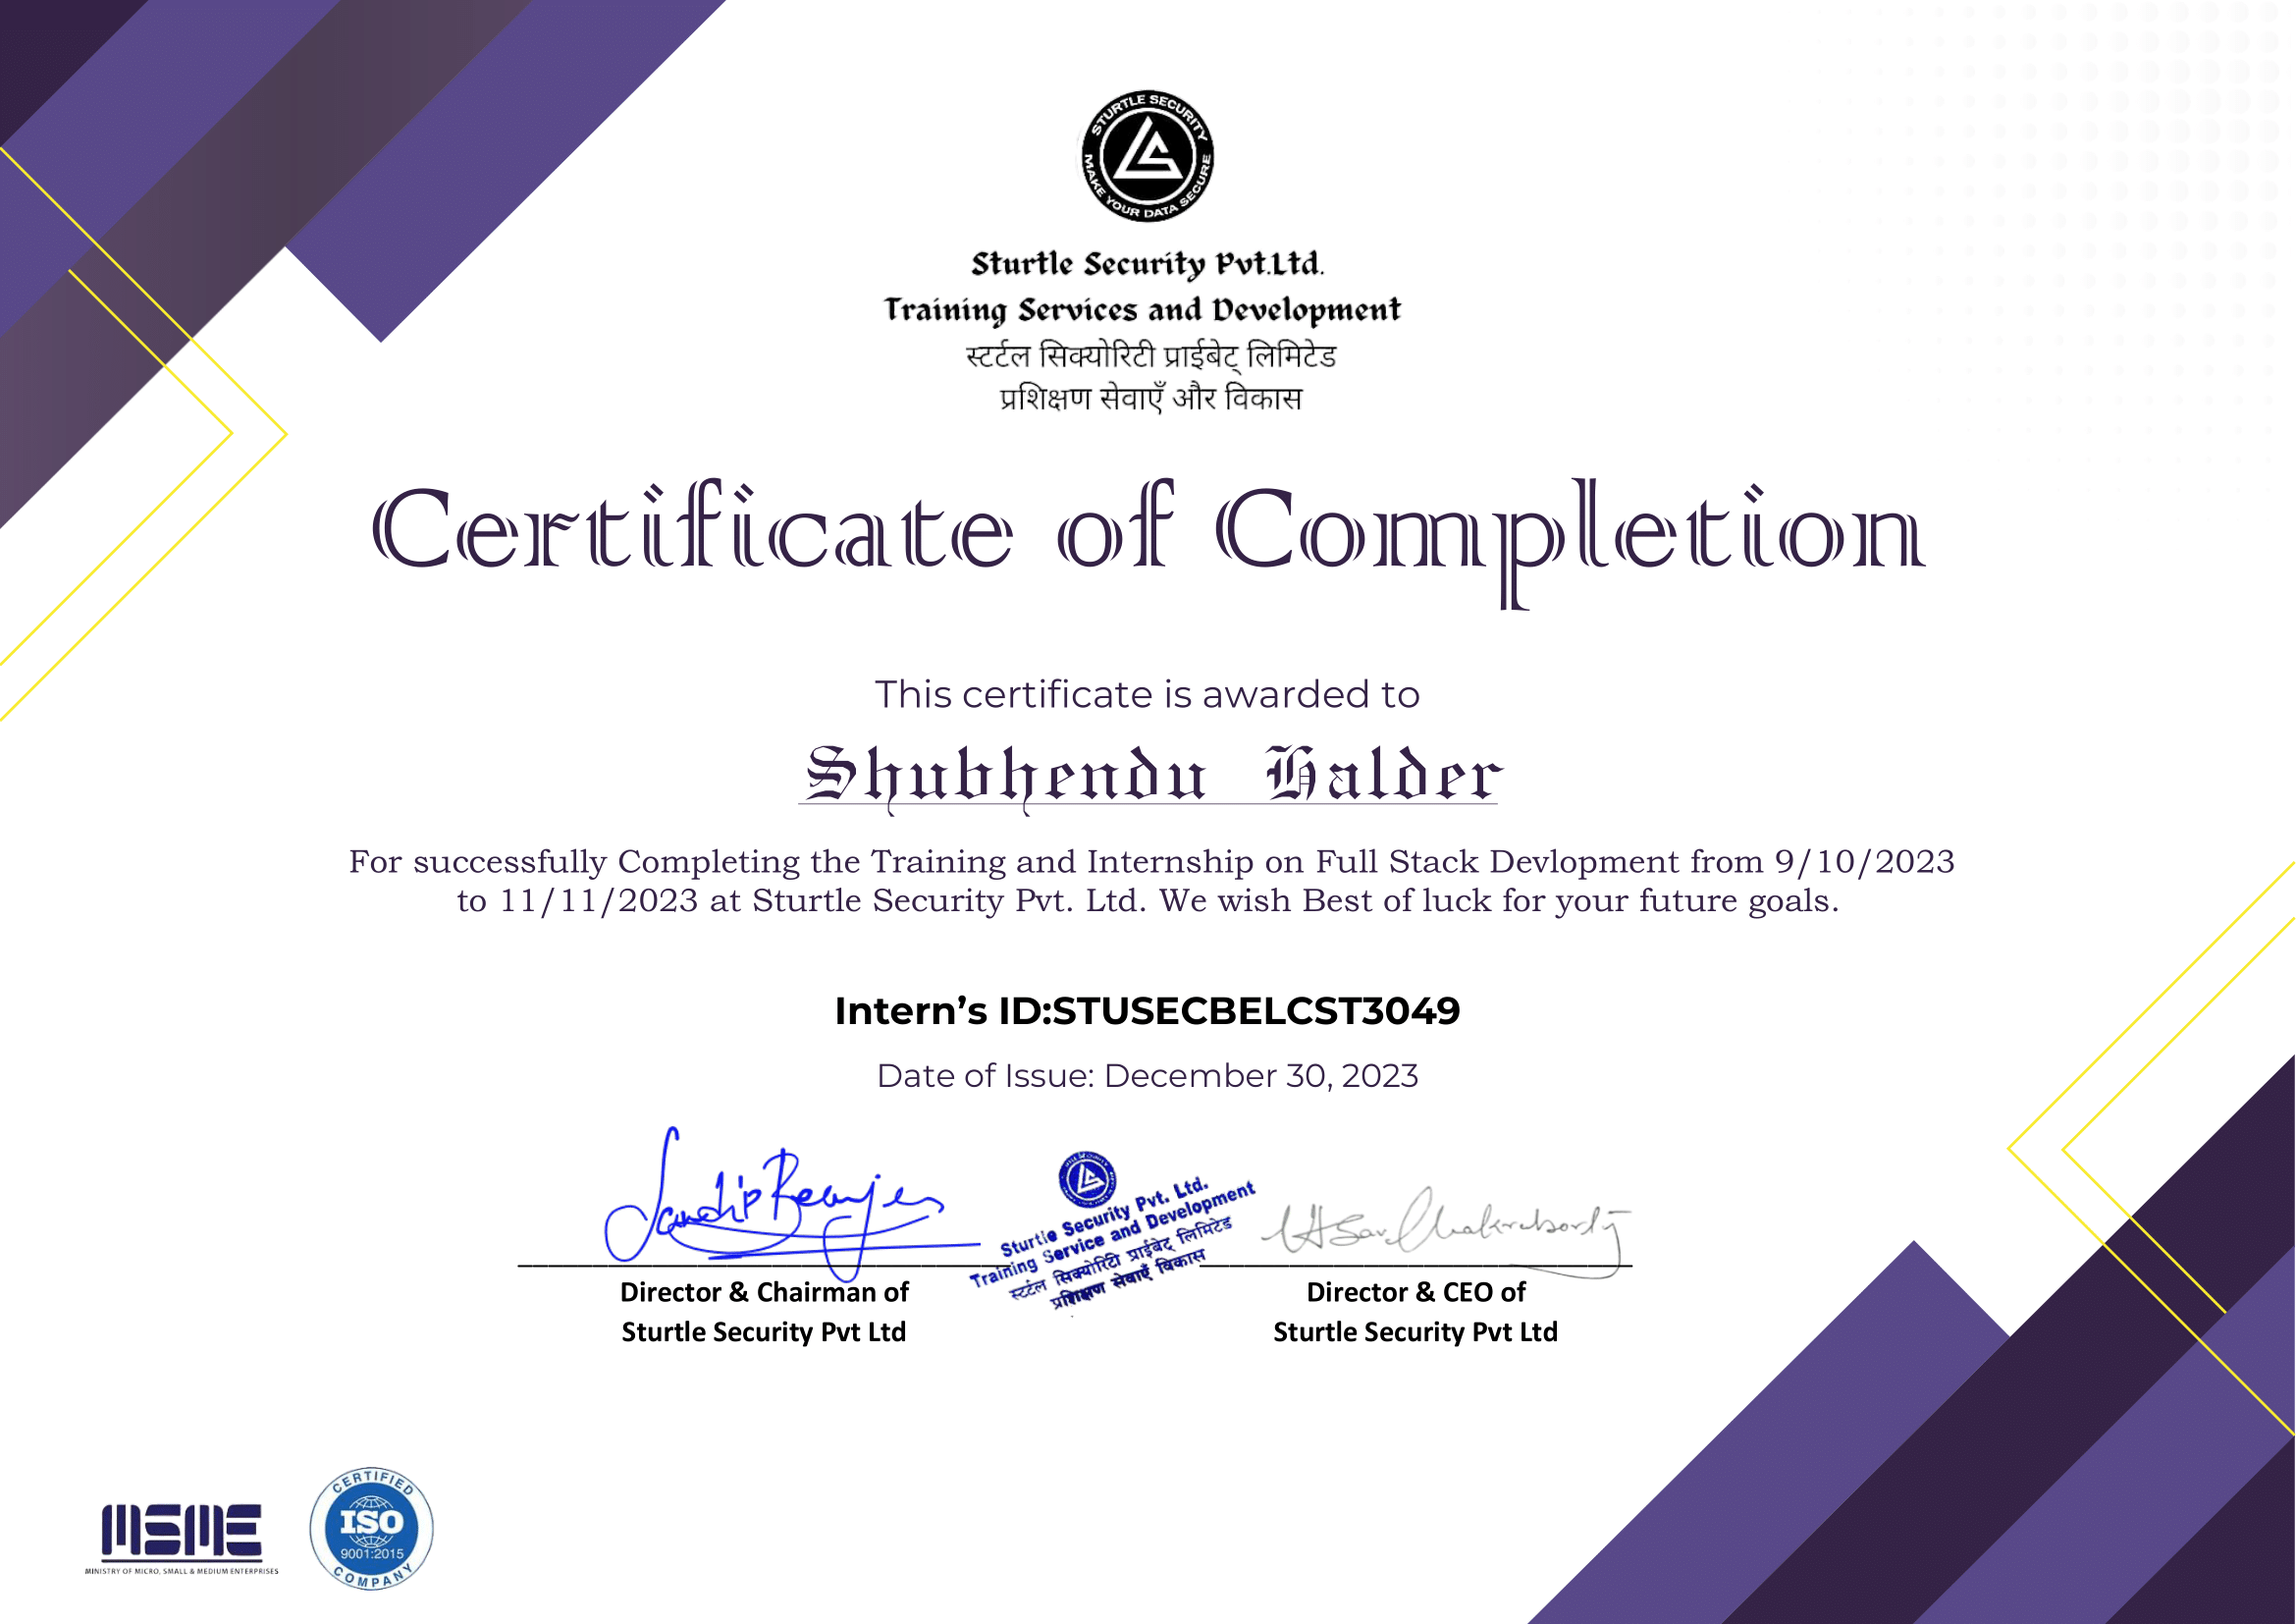 STURTLE SECURITY
MAKE YOUR DATA SECURE
Sturtle Security Pvt.Ltd.
Training Services and Development
स्टर्टल सिक्योरिटी प्राईबेट् लिमिटेड
प्रशिक्षण सेवाएँ और विकास
Certificate of Completion
This certificate is awarded to
Shubhendu Halder
For successfully Completing the Training and Internship on Full Stack Devlopment from 9/10/2023
to 11/11/2023 at Sturtle Security Pvt. Ltd. We wish Best of luck for your future goals.
Intern’s ID:STUSECBELCST3049
Date of Issue: December 30, 2023
Sturtle Security Pvt. Ltd.
Training Service and Development
स्टर्टल सिक्योरिटी प्राईबेट् लिमिटेड
प्रशिक्षण सेवाएँ विकास
Director & Chairman of
Sturtle Security Pvt Ltd
Director & CEO of
Sturtle Security Pvt Ltd
MSME
MINISTRY OF MICRO, SMALL & MEDIUM ENTERPRISES
CERTIFIED
ISO
9001:2015
COMPANY